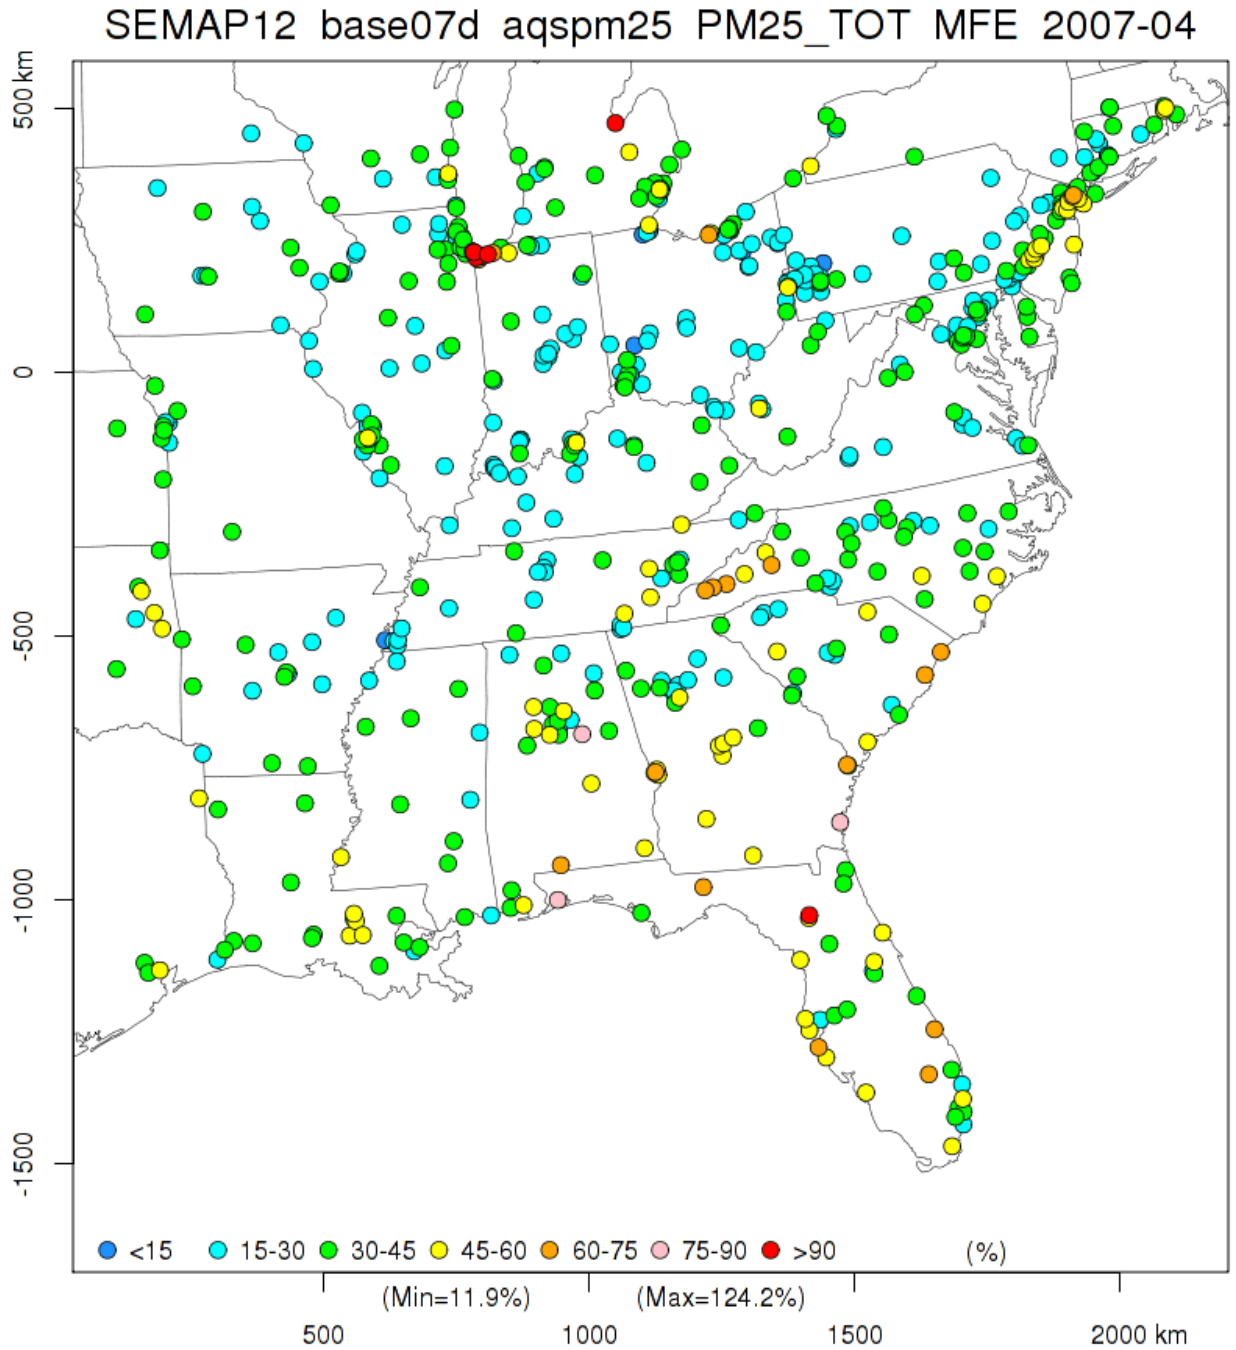 SEMAP12 base07d aqspm25 PM25_TOT MFE 2007-04
500 km
0
-500
-1000
-1500
<15 15-30 30-45 45-60 60-75 75-90 >90 (%)
(Min=11.9%) (Max=124.2%)
500 1000 1500 2000 km